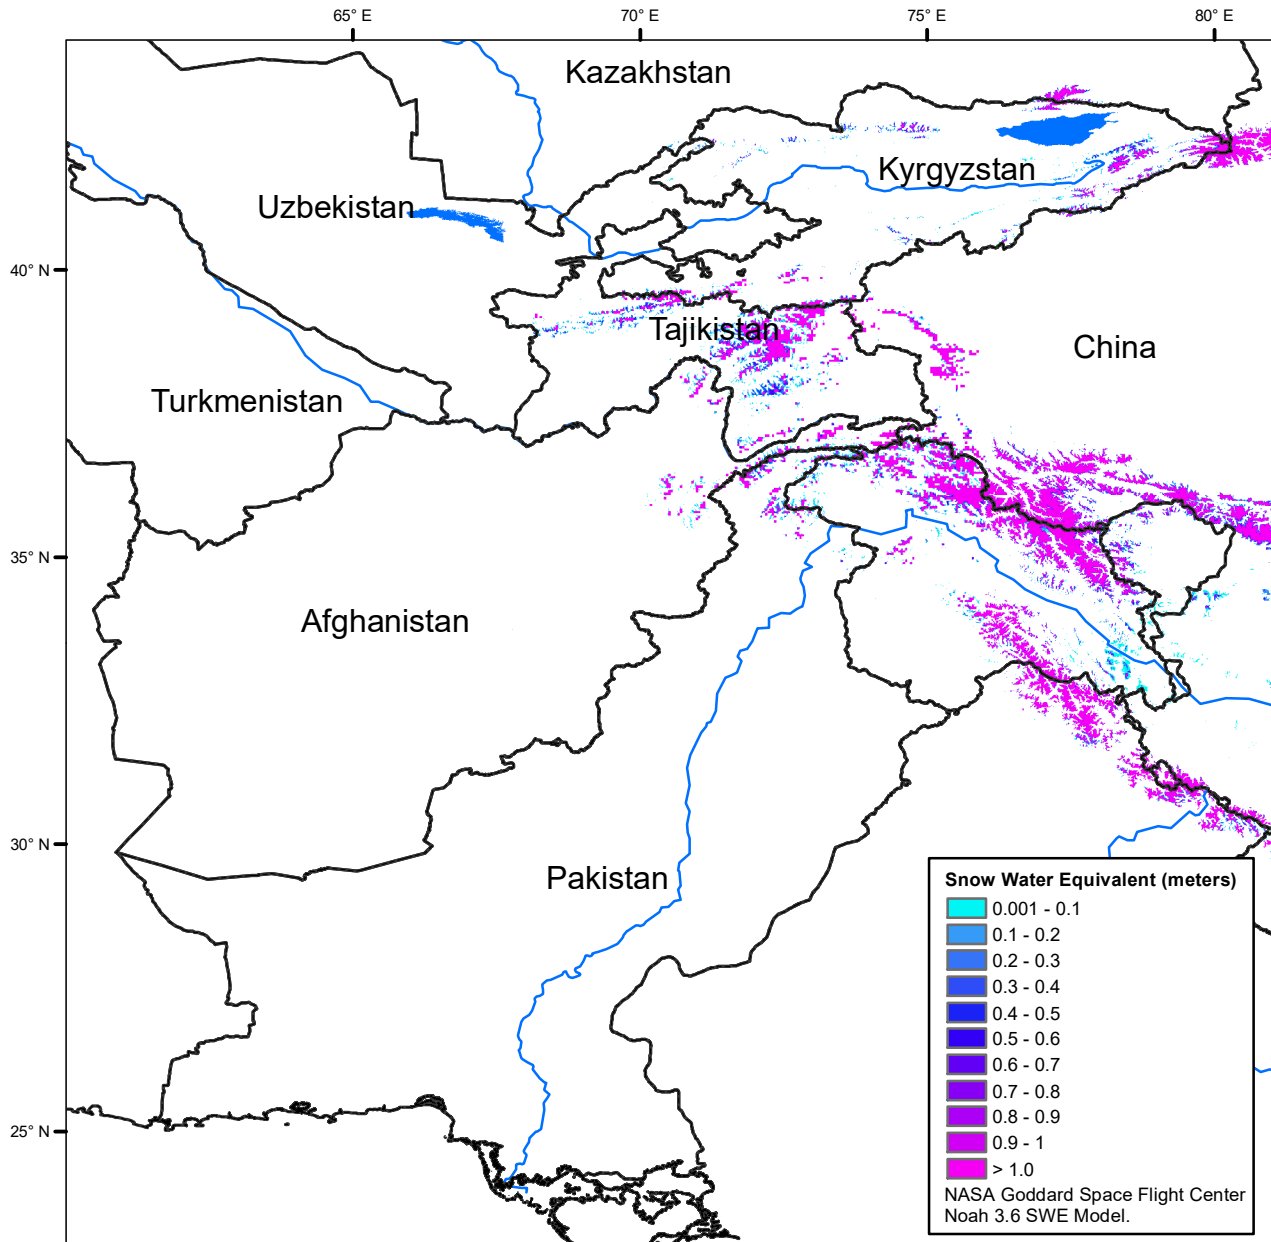 65° E
70° E
75° E
80° E
Kazakhstan
Kyrgyzstan
Uzbekistan
40° N
Tajikistan
China
Turkmenistan
35° N
Afghanistan
30° N
Pakistan
25° N
Snow Water Equivalent (meters)
0.001 - 0.1
0.1 - 0.2
0.2 - 0.3
0.3 - 0.4
0.4 - 0.5
0.5 - 0.6
0.6 - 0.7
0.7 - 0.8
0.8 - 0.9
0.9 - 1
> 1.0
NASA Goddard Space Flight Center
Noah 3.6 SWE Model.